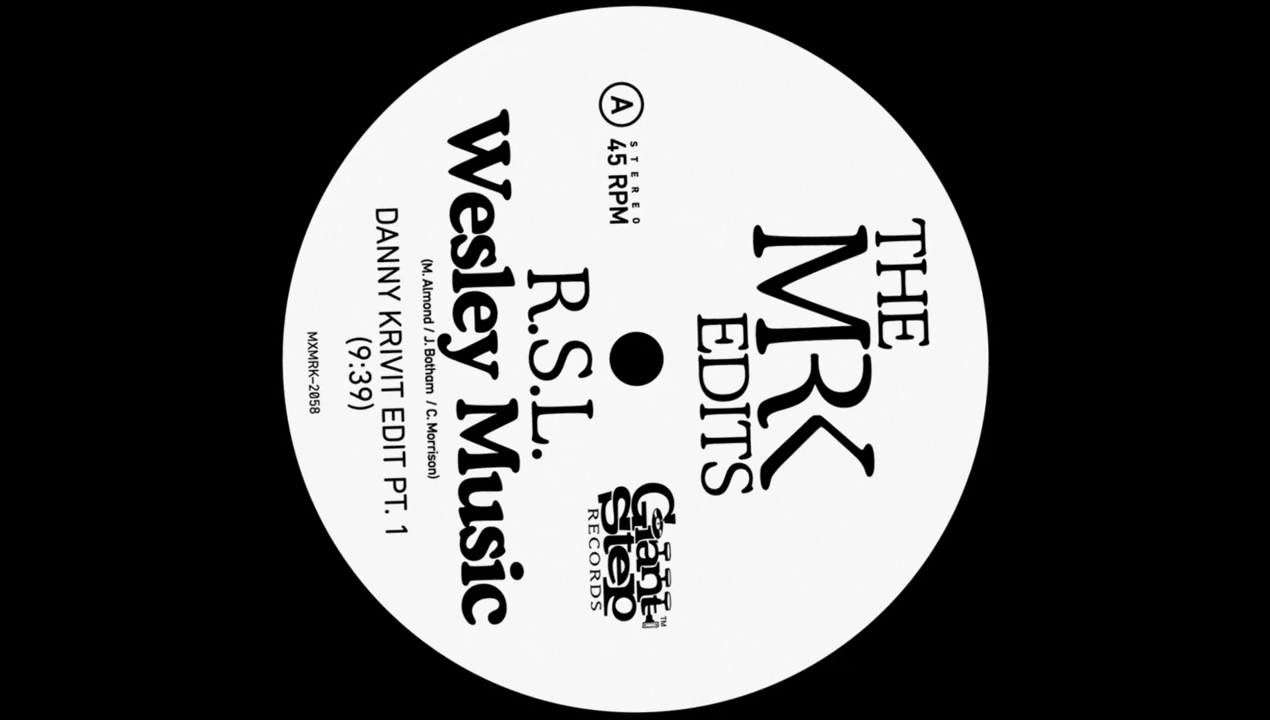 THE
MRK
EDITS
A
STEREO
45 RPM
Giant
Step™
RECORDS
R.S.L.
Wesley Music
(M. Almond / J. Botham / C. Morrison)
DANNY KRIVIT EDIT PT. 1
(9:39)
MXMRK-2058